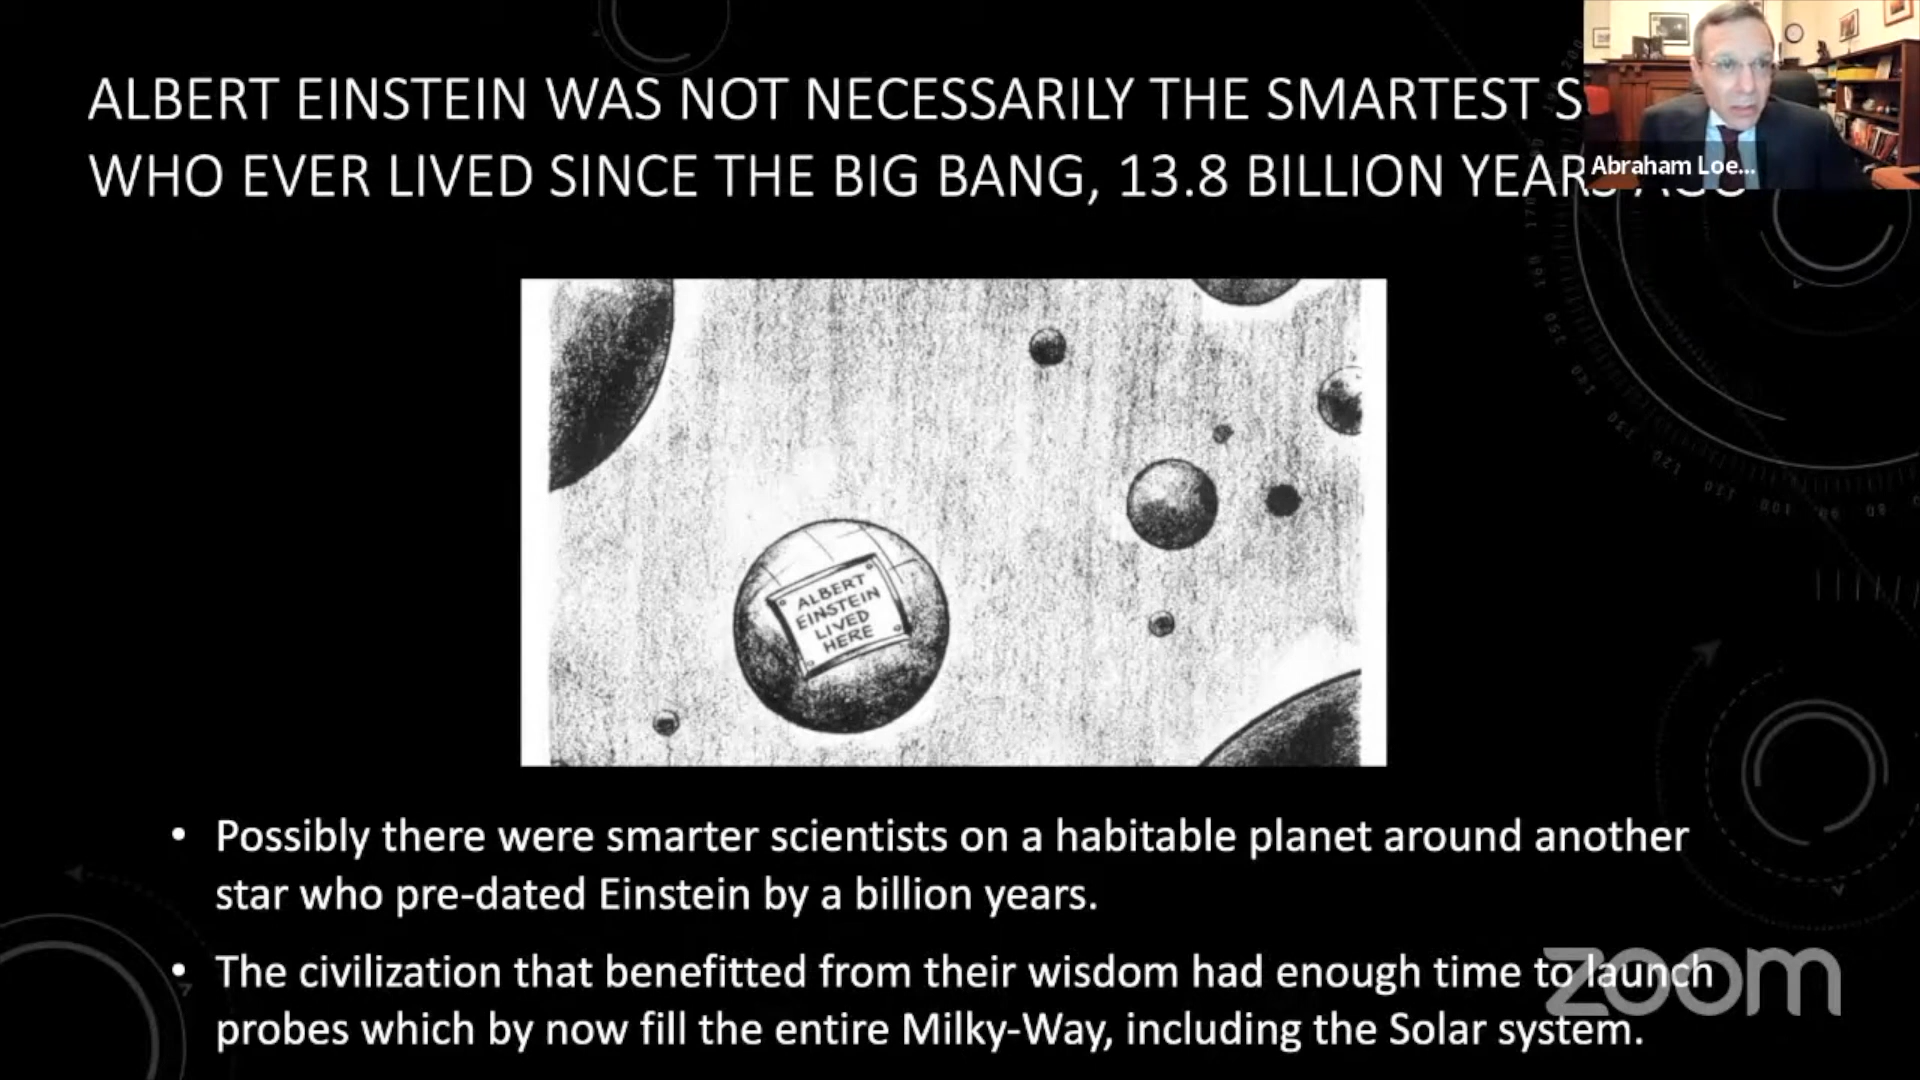 ALBERT EINSTEIN WAS NOT NECESSARILY THE SMARTEST
WHO EVER LIVED SINCE THE BIG BANG, 13.8 BILLION YEARS AGO
Abraham Loe...
ALBERT
EINSTEIN
LIVED
HERE
• Possibly there were smarter scientists on a habitable planet around another
star who pre-dated Einstein by a billion years.
• The civilization that benefitted from their wisdom had enough time to launch
probes which by now fill the entire Milky-Way, including the Solar system.
zoom